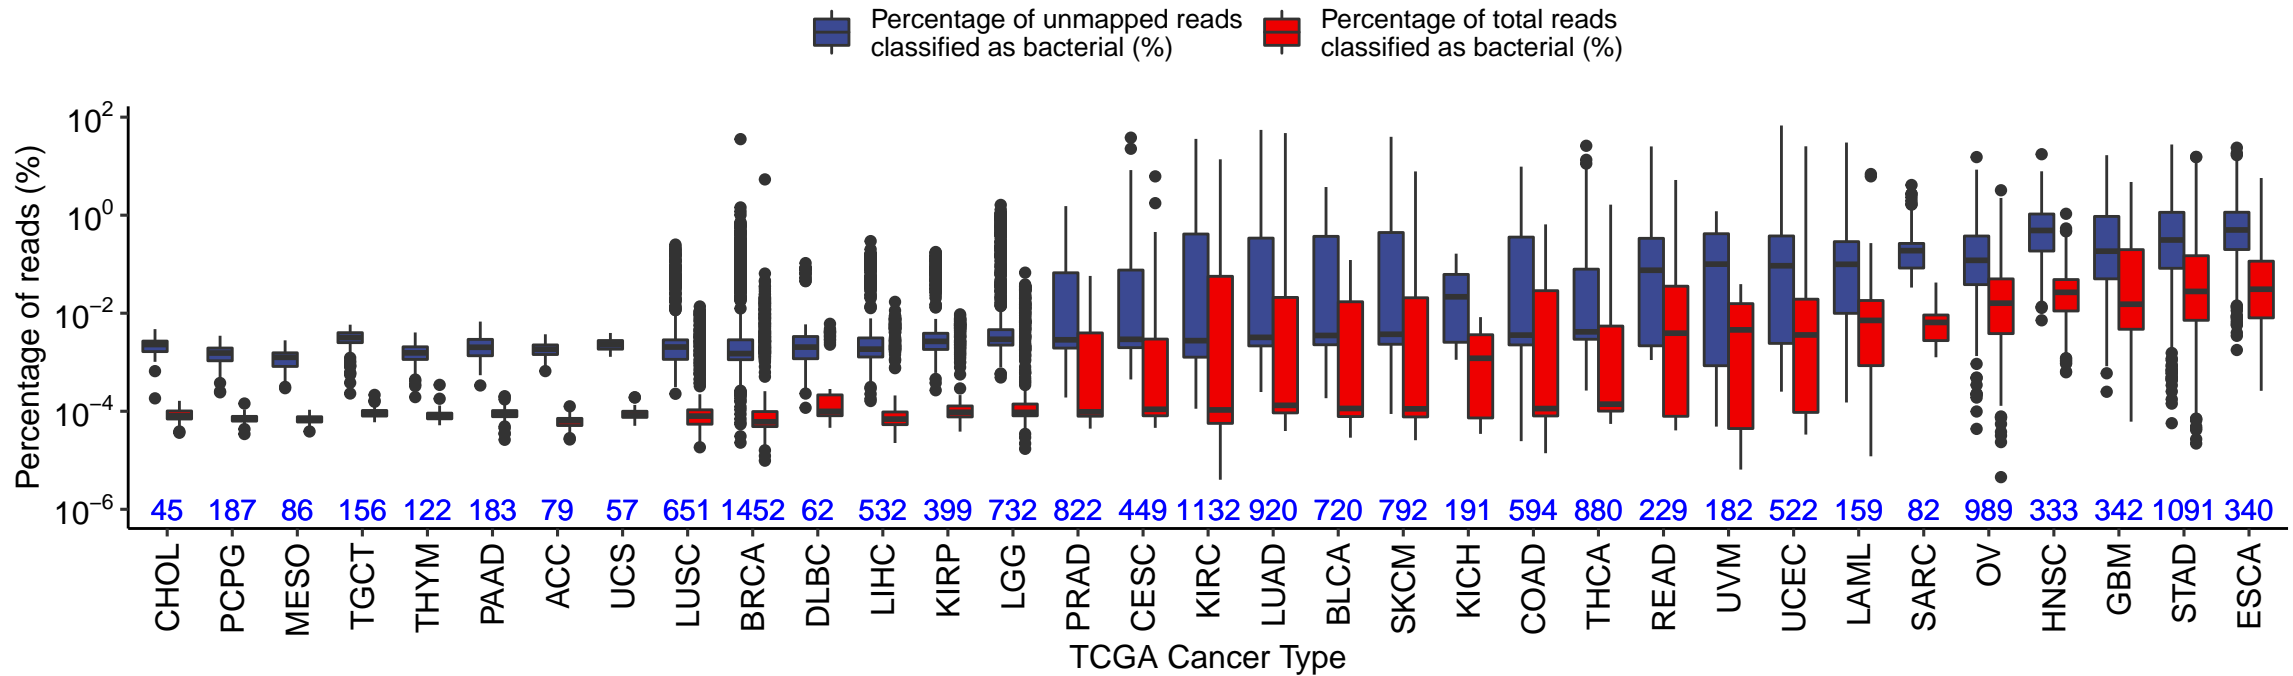 Percentage of unmapped reads
classified as bacterial (%)
Percentage of total reads
classified as bacterial (%)
Percentage of reads (%)
10^2
10^0
10^−2
10^−4
10^−6
45 187 86 156 122 183 79 57 651 1452 62 532 399 732 822 449 1132 920 720 792 191 594 880 229 182 522 159 82 989 333 342 1091 340
CHOL PCPG MESO TGCT THYM PAAD ACC UCS LUSC BRCA DLBC LIHC KIRP LGG PRAD CESC KIRC LUAD BLCA SKCM KICH COAD THCA READ UVM UCEC LAML SARC OV HNSC GBM STAD ESCA
TCGA Cancer Type